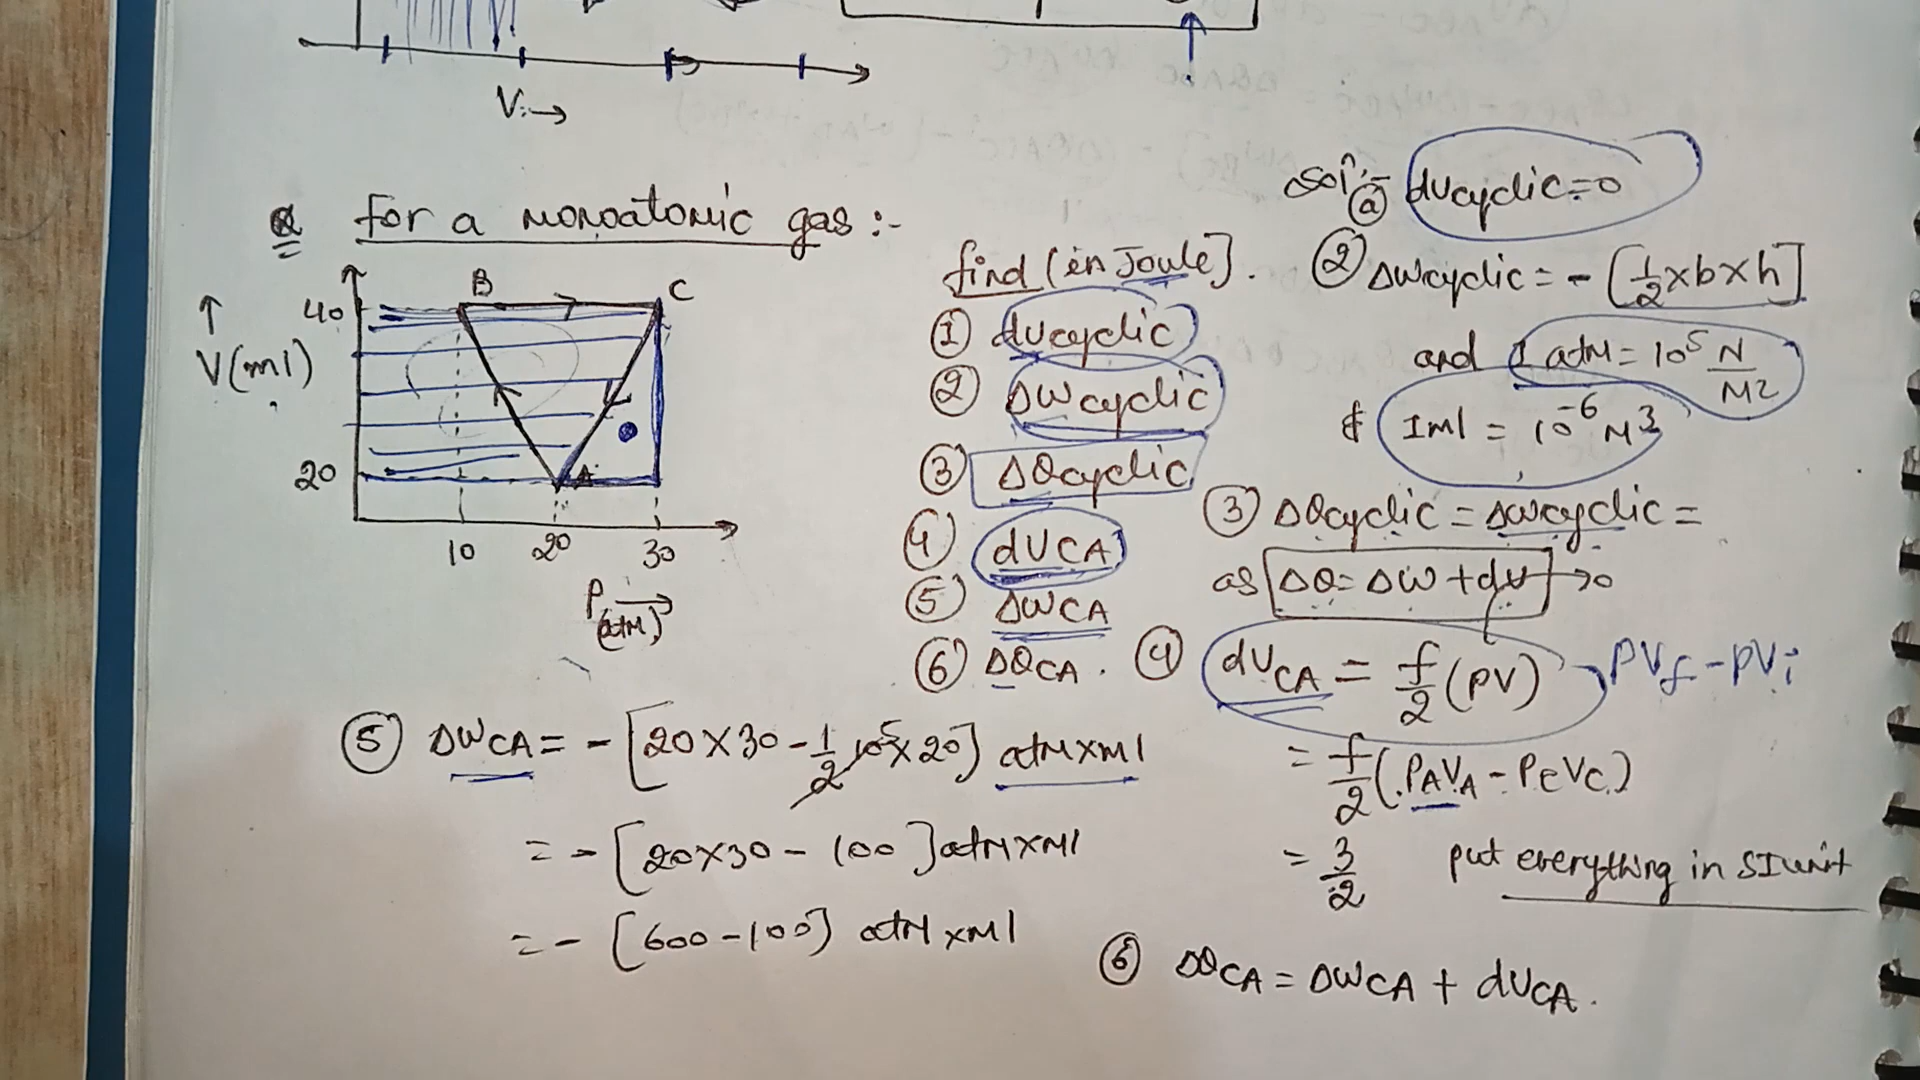 V→
Q for a monoatomic gas :-
B C
40
V(ml)
20
A
10 20 30
P→
(atm)
find (in Joule].
① dUcyclic
② ΔWcyclic
③ ΔQcyclic
④ dUCA
⑤ ΔWCA
⑥ ΔQCA.
Solⁿ:- ⓐ dUcyclic=0
② ΔWcyclic = - [1/2 × b × h]
and 1 atm = 10⁵ N/M²
& 1ml = 10⁻⁶ M³
③ ΔQcyclic = ΔWcyclic =
as ΔQ = ΔW + dU → 0
④ dUCA = f/2 (PV) PVf - PVi
= f/2 (PAVA - PCVC)
= 3/2 put everything in SI unit
⑤ ΔWCA = - [20 × 30 - 1/2 10⁵ × 20] atm×ml
= - [20×30 - 100] atm×ml
= - [600-100] atm×ml
⑥ ΔQCA = ΔWCA + dUCA.